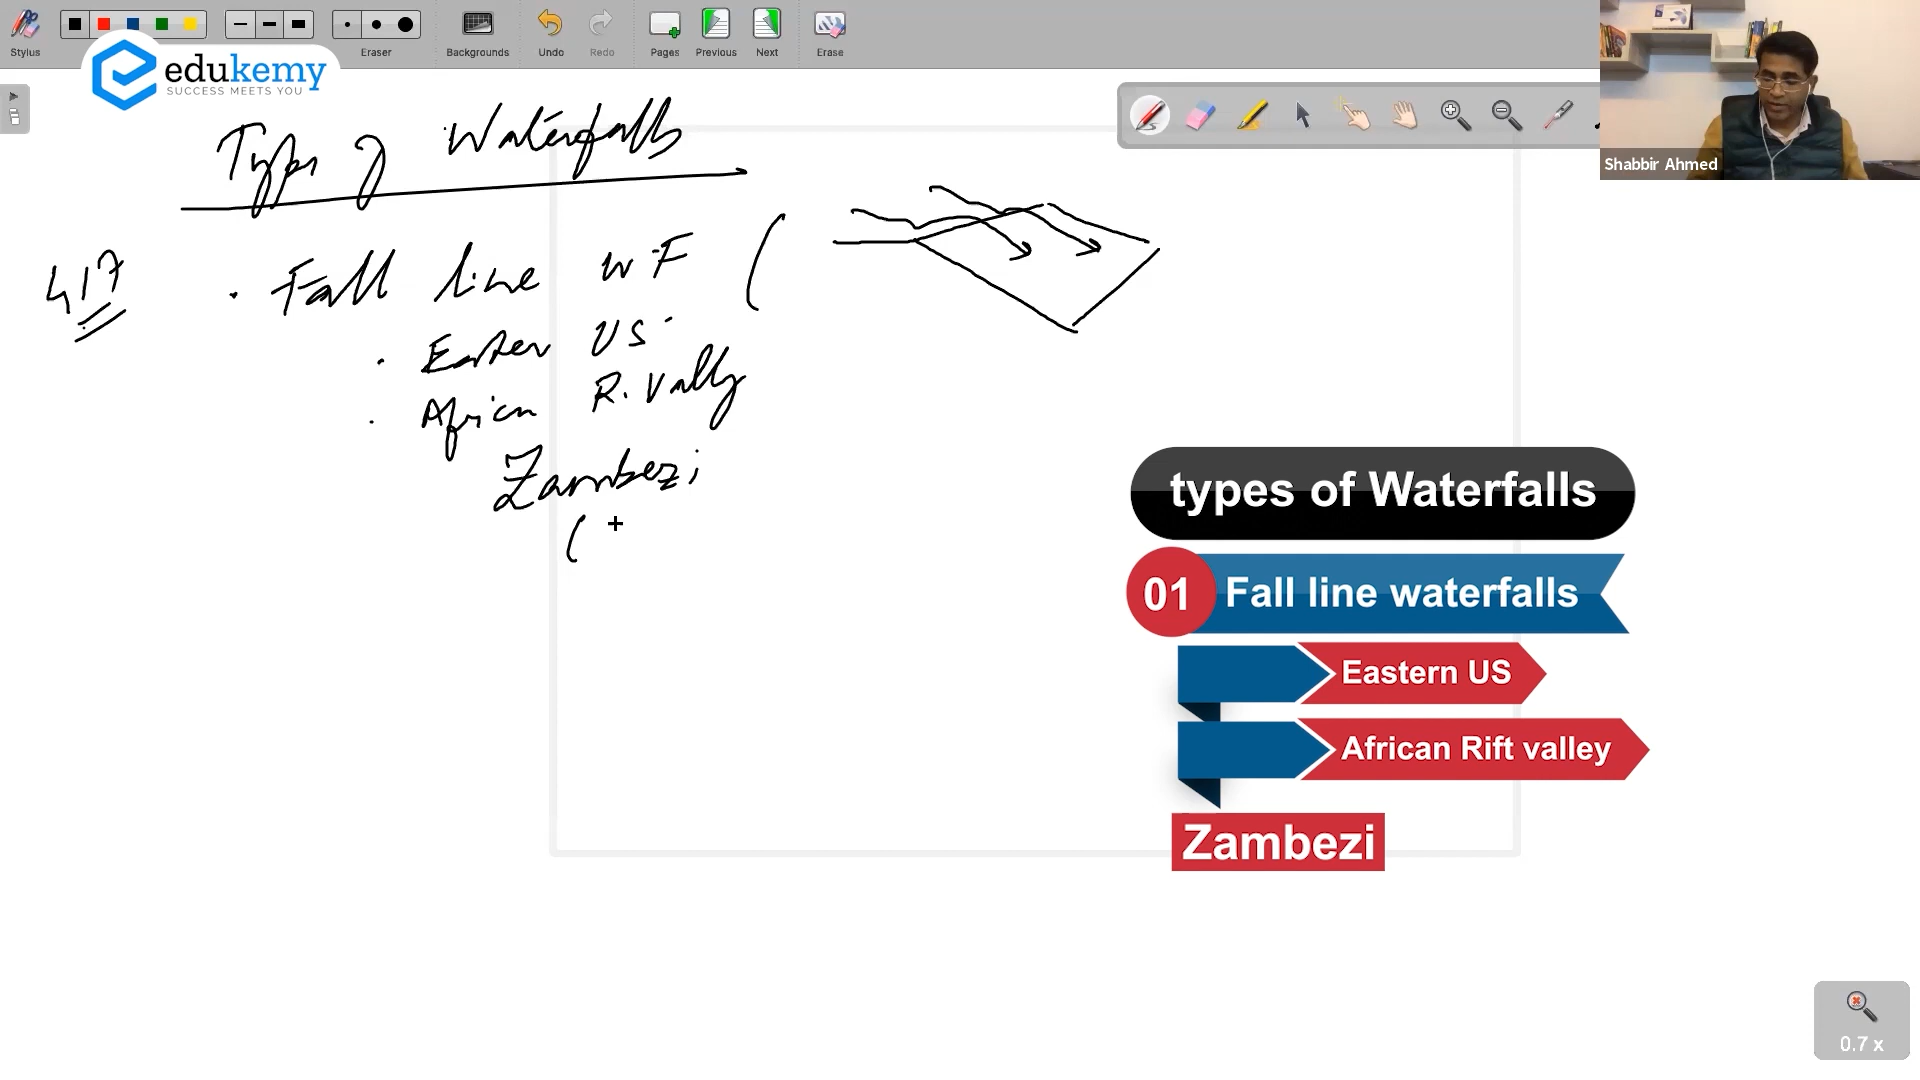 Stylus
Eraser
Backgrounds
Undo
Redo
Pages
Previous
Next
Erase
edukemy
SUCCESS MEETS YOU
Shabbir Ahmed
Types of Waterfalls
417
• Fall line WF (
• Eastern US
• African R. Vally
Zambezi
(
types of Waterfalls
01 Fall line waterfalls
Eastern US
African Rift valley
Zambezi
0.7 x